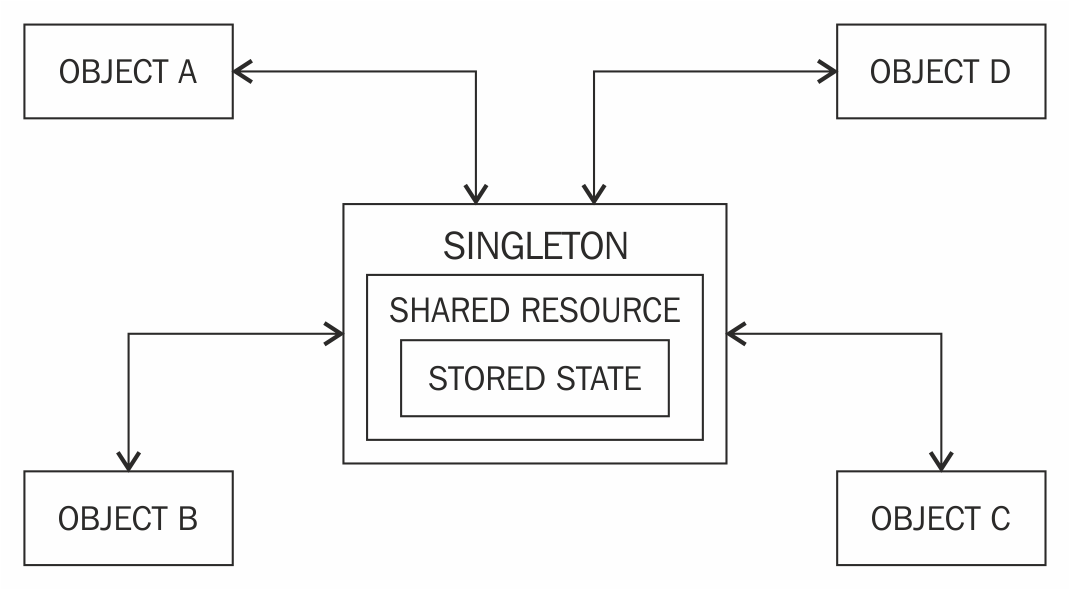 OBJECT A
OBJECT D
SINGLETON
SHARED RESOURCE
STORED STATE
OBJECT B
OBJECT C